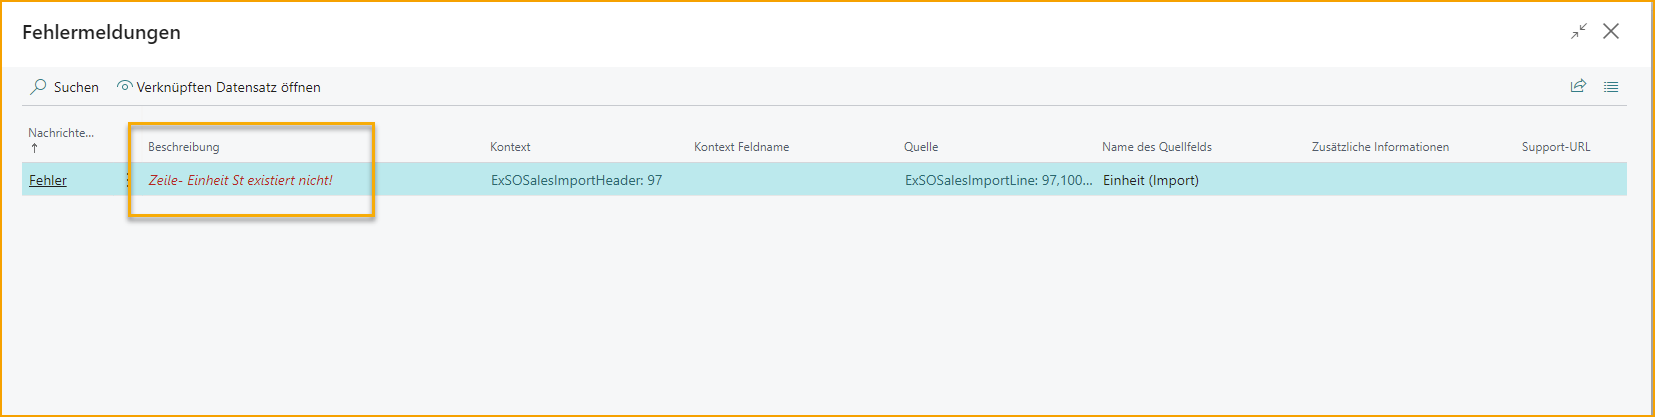 Fehlermeldungen
Suchen Verknüpften Datensatz öffnen
Nachrichte...
Beschreibung Kontext Kontext Feldname Quelle Name des Quellfelds Zusätzliche Informationen Support-URL
Fehler Zeile- Einheit St existiert nicht! ExSOSalesImportHeader: 97 ExSOSalesImportLine: 97,100... Einheit (Import)